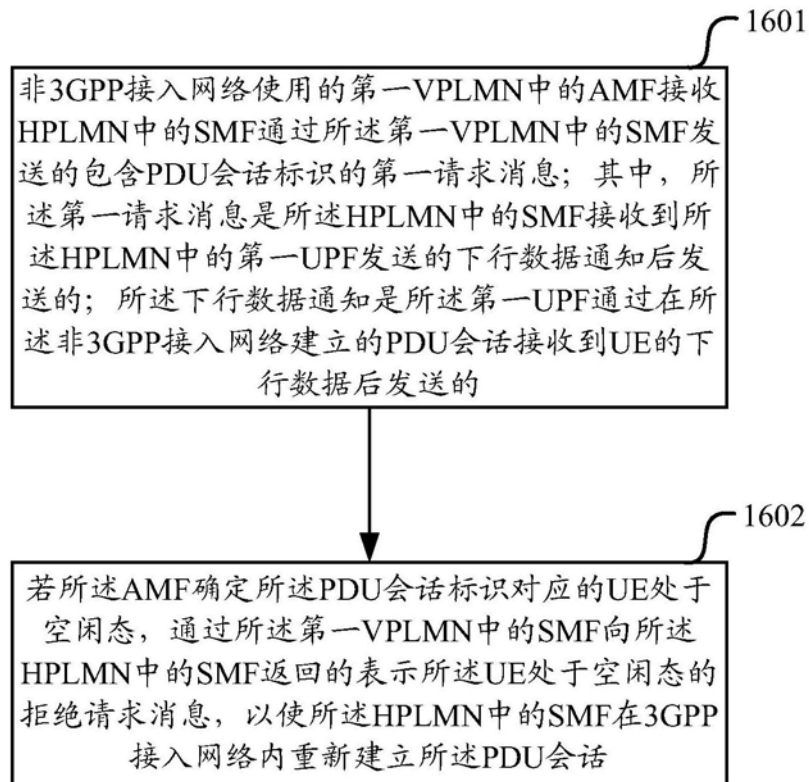 1601
非3GPP接入网络使用的第一VPLMN中的AMF接收
HPLMN中的SMF通过所述第一VPLMN中的SMF发
送的包含PDU会话标识的第一请求消息；其中，所
述第一请求消息是所述HPLMN中的SMF接收到所
述HPLMN中的第一UPF发送的下行数据通知后发
送的；所述下行数据通知是所述第一UPF通过在所
述非3GPP接入网络建立的PDU会话接收到UE的下
行数据后发送的
1602
若所述AMF确定所述PDU会话标识对应的UE处于
空闲态，通过所述第一VPLMN中的SMF向所述
HPLMN中的SMF返回的表示所述UE处于空闲态的
拒绝请求消息，以使所述HPLMN中的SMF在3GPP
接入网络内重新建立所述PDU会话